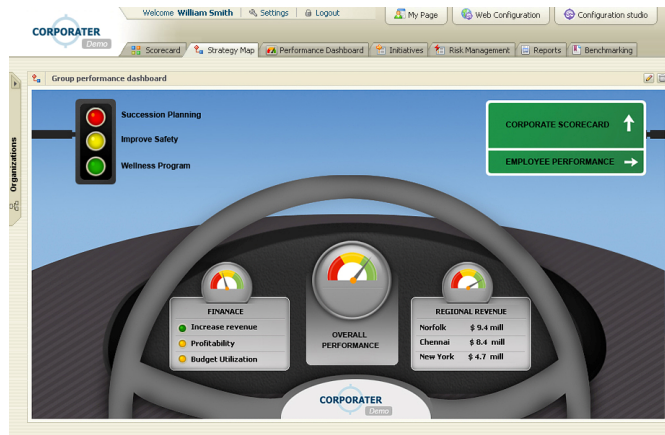 Welcome William Smith Settings Logout My Page Web Configuration Configuration studio
CORPORATER
Demo
Scorecard Strategy Map Performance Dashboard Initiatives Risk Management Reports Benchmarking
Group performance dashboard
Organizations
Succession Planning
Improve Safety
Wellness Program
CORPORATE SCORECARD
EMPLOYEE PERFORMANCE
FINANACE
Increase revenue
Profitability
Budget Utilization
OVERALL
PERFORMANCE
REGIONAL REVENUE
Norfolk $ 9.4 mill
Chennai $ 8.4 mill
New York $ 4.7 mill
CORPORATER
Demo